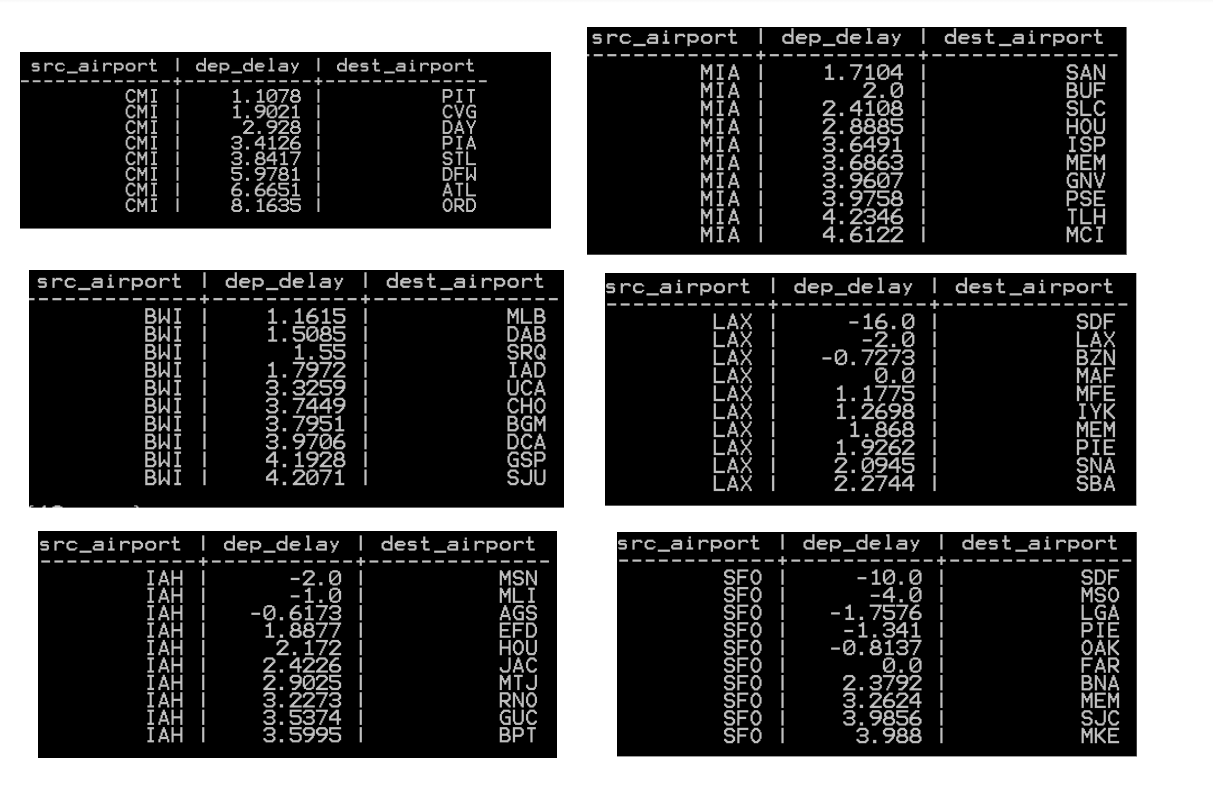 src_airport | dep_delay | dest_airport
------------+-----------+-------------
CMI | 1.1078 | PIT
CMI | 1.9021 | CVG
CMI | 2.928 | DAY
CMI | 3.4126 | PIA
CMI | 3.8417 | STL
CMI | 5.9781 | DFW
CMI | 6.6651 | ATL
CMI | 8.1635 | ORD
src_airport | dep_delay | dest_airport
------------+-----------+-------------
MIA | 1.7104 | SAN
MIA | 2.0 | BUF
MIA | 2.4108 | SLC
MIA | 2.8885 | HOU
MIA | 3.6491 | ISP
MIA | 3.6863 | MEM
MIA | 3.9607 | GNV
MIA | 3.9758 | PSE
MIA | 4.2346 | TLH
MIA | 4.6122 | MCI
src_airport | dep_delay | dest_airport
------------+-----------+-------------
BWI | 1.1615 | MLB
BWI | 1.5085 | DAB
BWI | 1.55 | SRQ
BWI | 1.7972 | IAD
BWI | 3.3259 | UCA
BWI | 3.7449 | CHO
BWI | 3.7951 | BGM
BWI | 3.9706 | DCA
BWI | 4.1928 | GSP
BWI | 4.2071 | SJU
src_airport | dep_delay | dest_airport
------------+-----------+-------------
LAX | -16.0 | SDF
LAX | -2.0 | LAX
LAX | -0.7273 | BZN
LAX | 0.0 | MAF
LAX | 1.1775 | MFE
LAX | 1.2698 | IYK
LAX | 1.868 | MEM
LAX | 1.9262 | PIE
LAX | 2.0945 | SNA
LAX | 2.2744 | SBA
src_airport | dep_delay | dest_airport
------------+-----------+-------------
IAH | -2.0 | MSN
IAH | -1.0 | MLI
IAH | -0.6173 | AGS
IAH | 1.8877 | EFD
IAH | 2.172 | HOU
IAH | 2.4226 | JAC
IAH | 2.9025 | MTJ
IAH | 3.2273 | RNO
IAH | 3.5374 | GUC
IAH | 3.5995 | BPT
src_airport | dep_delay | dest_airport
------------+-----------+-------------
SFO | -10.0 | SDF
SFO | -4.0 | MSO
SFO | -1.7576 | LGA
SFO | -1.341 | PIE
SFO | -0.8137 | OAK
SFO | 0.0 | FAR
SFO | 2.3792 | BNA
SFO | 3.2624 | MEM
SFO | 3.9856 | SJC
SFO | 3.988 | MKE